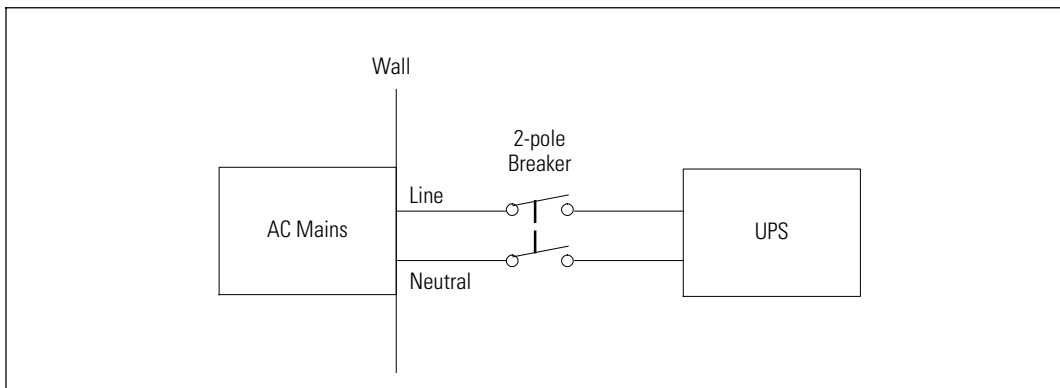 Wall
2-pole
Breaker
Line
AC Mains
UPS
Neutral